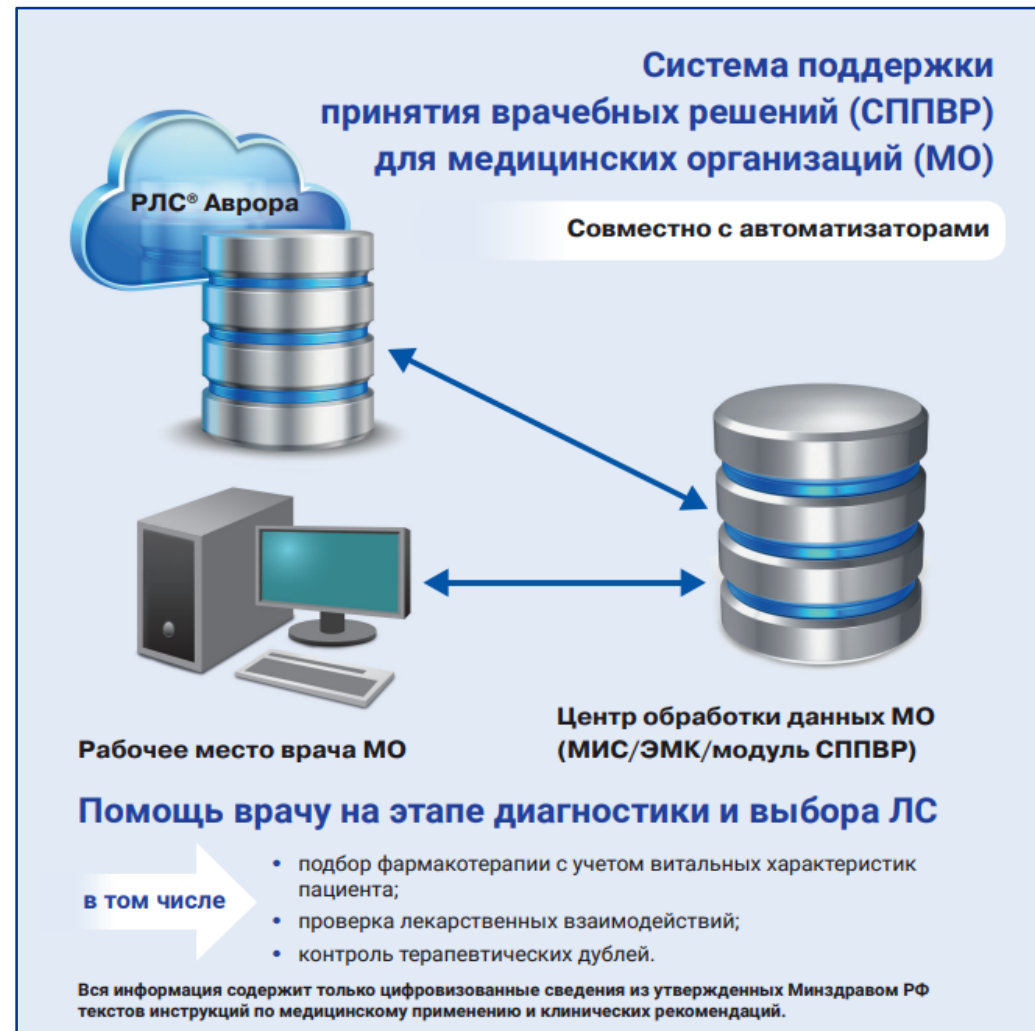 Система поддержки
принятия врачебных решений (СППВР)
для медицинских организаций (МО)
РЛС® Аврора
Совместно с автоматизаторами
Рабочее место врача МО
Центр обработки данных МО
(МИС/ЭМК/модуль СППВР)
Помощь врачу на этапе диагностики и выбора ЛС
в том числе
• подбор фармакотерапии с учетом витальных характеристик
пациента;
• проверка лекарственных взаимодействий;
• контроль терапевтических дублей.
Вся информация содержит только цифровизованные сведения из утвержденных Минздравом РФ
текстов инструкций по медицинскому применению и клинических рекомендаций.